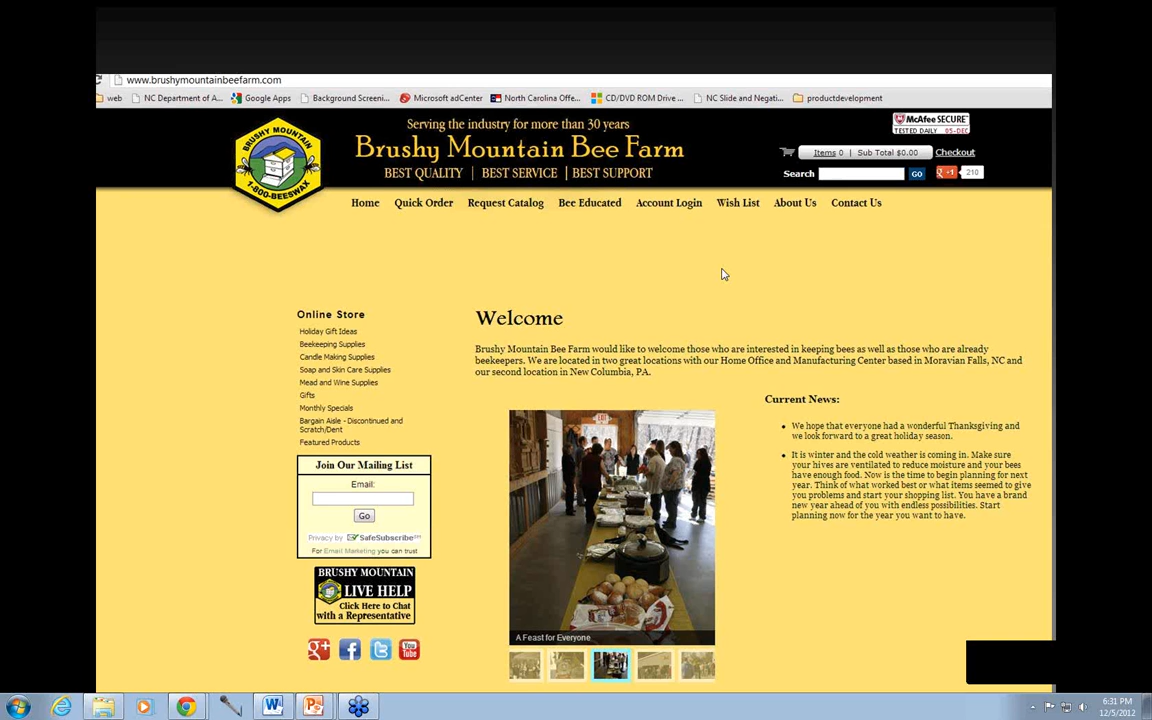 www.brushymountainbeefarm.com
web
NC Department of A...
Google Apps
Background Screeni...
Microsoft adCenter
North Carolina Offe...
CD/DVD ROM Drive ...
NC Slide and Negati...
productdevelopment
BRUSHY MOUNTAIN
1-800-BEESWAX
Serving the industry for more than 30 years
Brushy Mountain Bee Farm
BEST QUALITY | BEST SERVICE | BEST SUPPORT
McAfee SECURE
TESTED DAILY 05-DEC
Items 0 | Sub Total $0.00 Checkout
Search GO +1 210
Home Quick Order Request Catalog Bee Educated Account Login Wish List About Us Contact Us
Online Store
Holiday Gift Ideas
Beekeeping Supplies
Candle Making Supplies
Soap and Skin Care Supplies
Mead and Wine Supplies
Gifts
Monthly Specials
Bargain Aisle - Discontinued and
Scratch/Dent
Featured Products
Join Our Mailing List
Email:
Go
Privacy by SafeSubscribe
For Email Marketing you can trust
BRUSHY MOUNTAIN
LIVE HELP
Click Here to Chat
with a Representative
You
Tube
Welcome
Brushy Mountain Bee Farm would like to welcome those who are interested in keeping bees as well as those who are already
beekeepers. We are located in two great locations with our Home Office and Manufacturing Center based in Moravian Falls, NC and
our second location in New Columbia, PA.
EXIT
A Feast for Everyone
Current News:
We hope that everyone had a wonderful Thanksgiving and
we look forward to a great holiday season.
It is winter and the cold weather is coming in. Make sure
your hives are ventilated to reduce moisture and your bees
have enough food. Now is the time to begin planning for next
year. Think of what worked best or what items seemed to give
you problems and start your shopping list. You have a brand
new year ahead of you with endless possibilities. Start
planning now for the year you want to have.
6:31 PM
12/5/2012